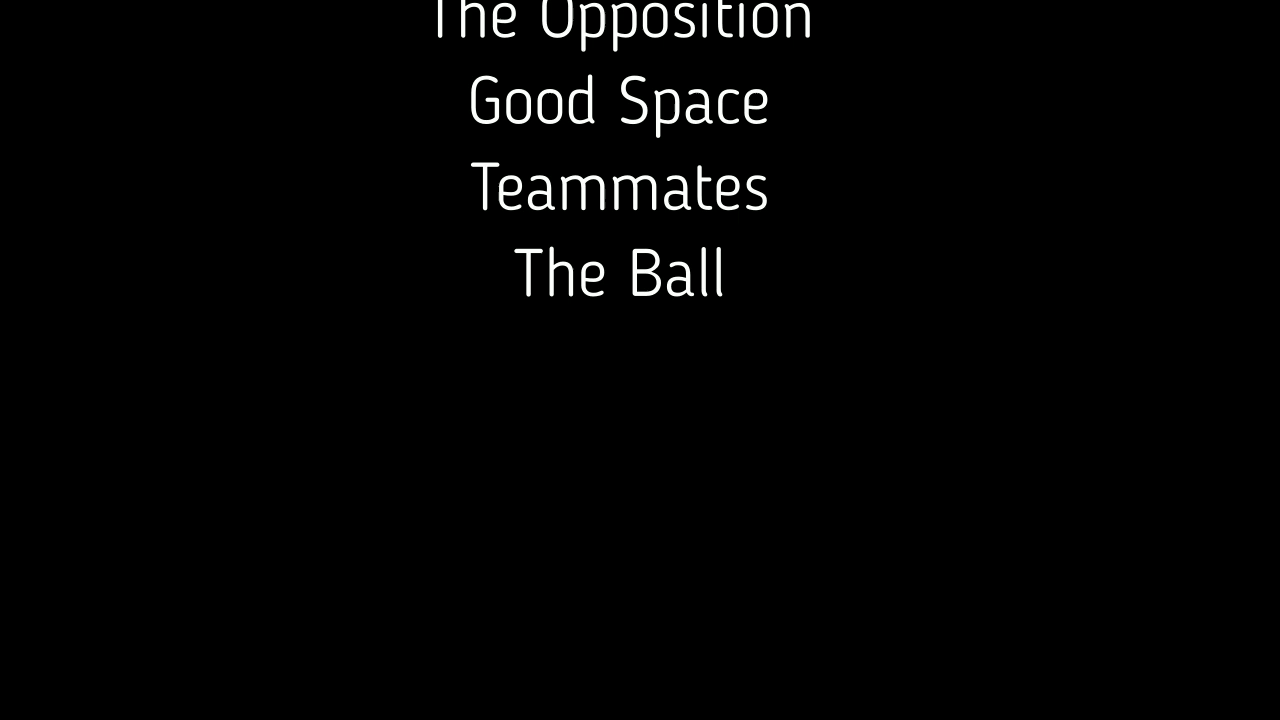 The Opposition
Good Space
Teammates
The Ball